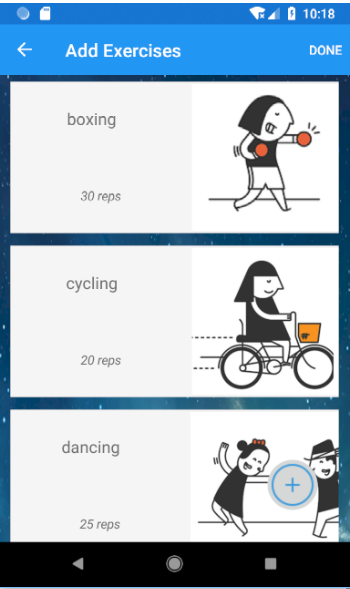 10:18
Add Exercises
DONE
boxing
30 reps
cycling
20 reps
dancing
25 reps